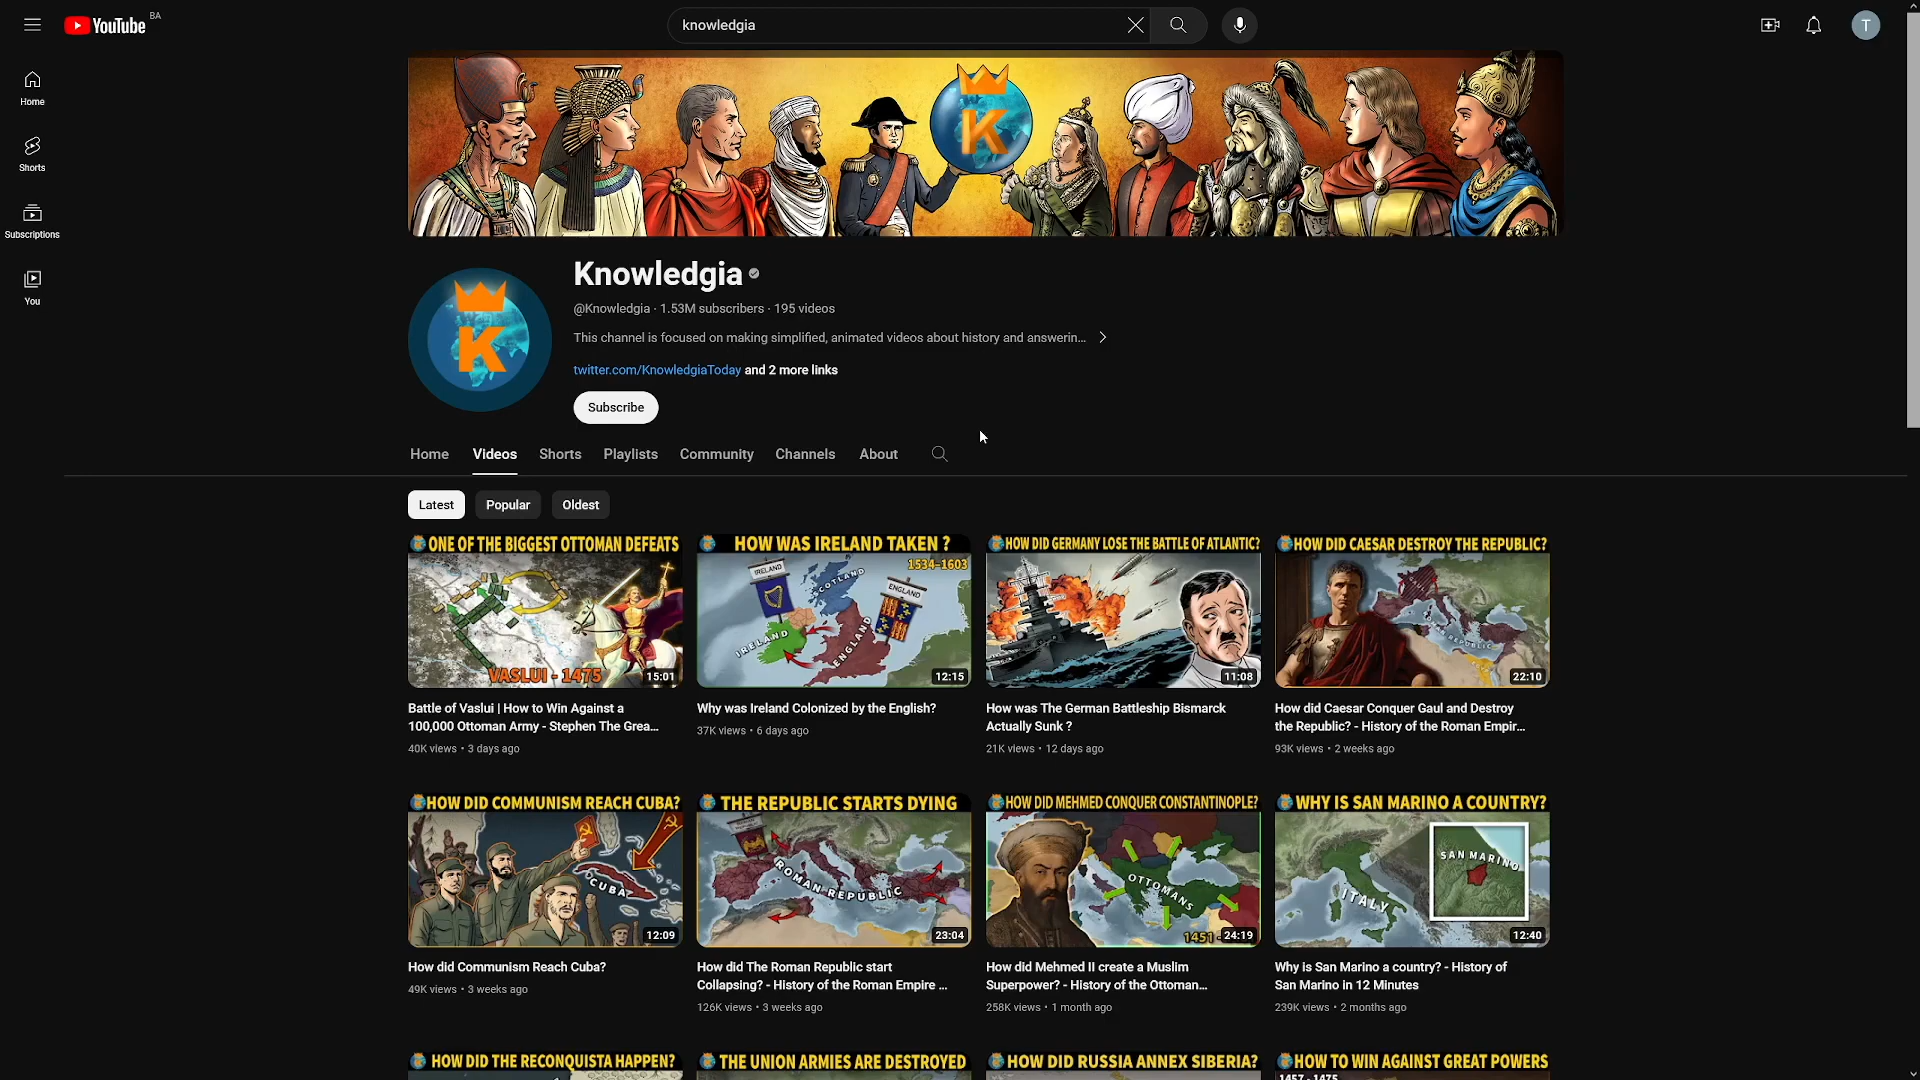 YouTube BA
knowledgia
T
Home
Shorts
Subscriptions
You
K
K
Knowledgia
@Knowledgia · 1.53M subscribers · 195 videos
This channel is focused on making simplified, animated videos about history and answerin...
twitter.com/KnowledgiaToday and 2 more links
Subscribe
Home Videos Shorts Playlists Community Channels About
Latest Popular Oldest
ONE OF THE BIGGEST OTTOMAN DEFEATS
VASLUI - 1475
15:01
Battle of Vaslui | How to Win Against a
100,000 Ottoman Army - Stephen The Grea...
40K views • 3 days ago
HOW WAS IRELAND TAKEN ?
1534-1603
IRELAND
SCOTLAND
ENGLAND
IRELAND
ENGLAND
12:15
Why was Ireland Colonized by the English?
37K views • 6 days ago
HOW DID GERMANY LOSE THE BATTLE OF ATLANTIC?
11:08
How was The German Battleship Bismarck
Actually Sunk ?
21K views • 12 days ago
HOW DID CAESAR DESTROY THE REPUBLIC?
22:10
How did Caesar Conquer Gaul and Destroy
the Republic? - History of the Roman Empir...
93K views • 2 weeks ago
HOW DID COMMUNISM REACH CUBA?
CUBA
12:09
How did Communism Reach Cuba?
49K views • 3 weeks ago
THE REPUBLIC STARTS DYING
ROMAN REPUBLIC
23:04
How did The Roman Republic start
Collapsing? - History of the Roman Empire ...
126K views • 3 weeks ago
HOW DID MEHMED CONQUER CONSTANTINOPLE?
OTTOMANS
1451
24:19
How did Mehmed II create a Muslim
Superpower? - History of the Ottoman...
258K views • 1 month ago
WHY IS SAN MARINO A COUNTRY?
SAN MARINO
ITALY
12:40
Why is San Marino a country? - History of
San Marino in 12 Minutes
239K views • 2 months ago
HOW DID THE RECONQUISTA HAPPEN?
THE UNION ARMIES ARE DESTROYED
HOW DID RUSSIA ANNEX SIBERIA?
HOW TO WIN AGAINST GREAT POWERS
1457 - 1475